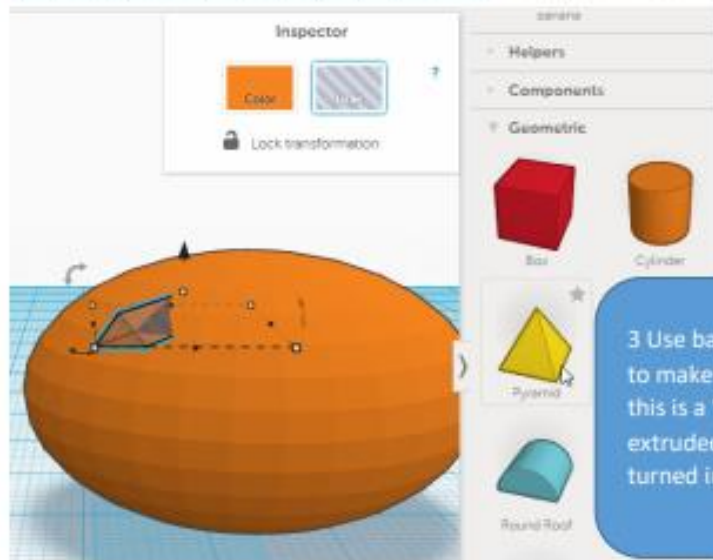 Inspector
Color
?
Lock transformation
Helpers
Components
Geometric
Box
Cylinder
Pyramid
Round Roof
3 Use ba
to make
this is a
extruded
turned i